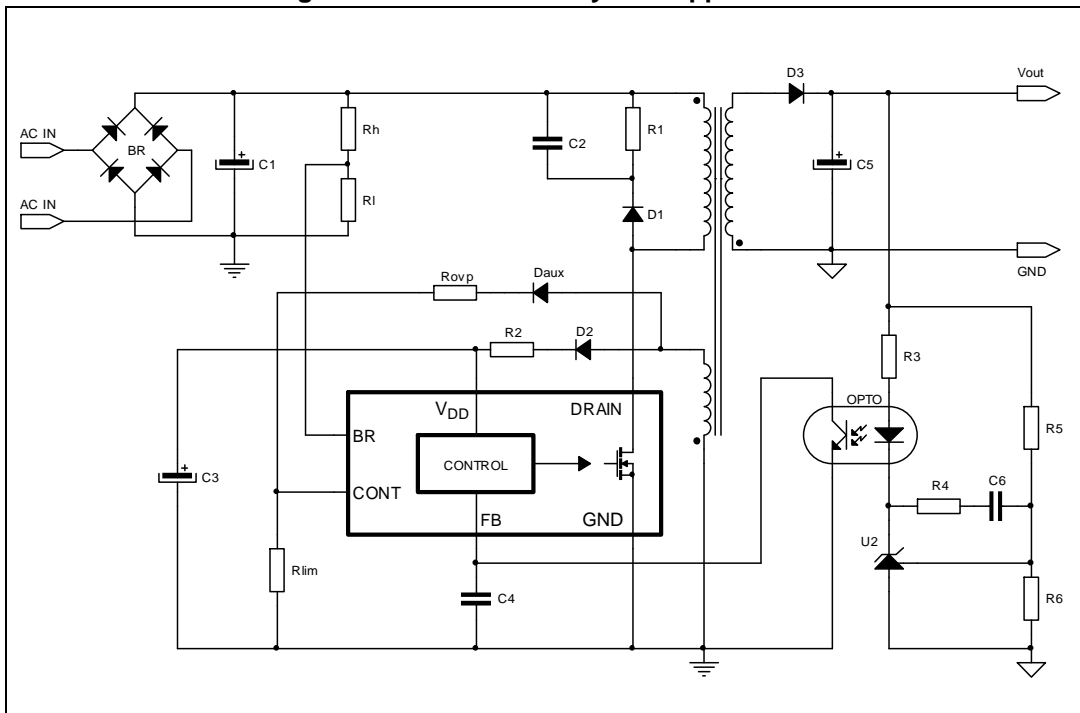 D3
Vout
AC IN
BR
C1
Rh
Rl
C2
R1
D1
C5
AC IN
GND
Rovp
Daux
R2
D2
R3
OPTO
VDD
DRAIN
BR
CONTROL
CONT
FB
GND
C3
R4
C6
R5
U2
Rlim
C4
R6